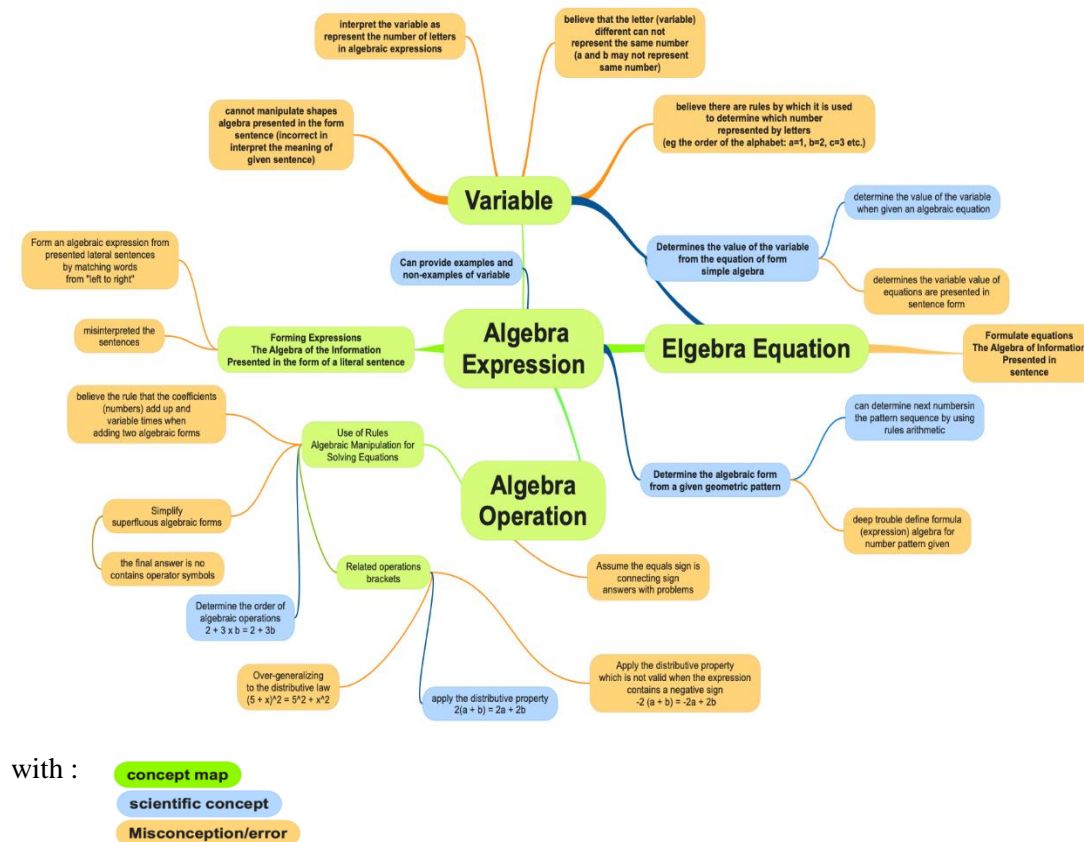 interpret the variable as
represent the number of letters
in algebraic expressions
believe that the letter (variable)
different can not
represent the same number
(a and b may not represent
same number)
cannot manipulate shapes
algebra presented in the form
sentence (incorrect in
interpret the meaning of
given sentence)
believe there are rules by which it is used
to determine which number
represented by letters
(eg the order of the alphabet: a=1, b=2, c=3 etc.)
Variable
determine the value of the variable
when given an algebraic equation
Form an algebraic expression from
presented lateral sentences
by matching words
from "left to right"
Can provide examples and
non-examples of variable
Determines the value of the variable
from the equation of form
simple algebra
determines the variable value of
equations are presented in
sentence form
misinterpreted the
sentences
Forming Expressions
The Algebra of the Information
Presented in the form of a literal sentence
Algebra
Expression
Elgebra Equation
Formulate equations
The Algebra of Information
Presented in
sentence
believe the rule that the coefficients
(numbers) add up and
variable times when
adding two algebraic forms
Use of Rules
Algebraic Manipulation for
Solving Equations
can determine next numbersin
the pattern sequence by using
rules arithmetic
Algebra
Operation
Determine the algebraic form
from a given geometric pattern
Simplify
superfluous algebraic forms
deep trouble define formula
(expression) algebra for
number pattern given
the final answer is no
contains operator symbols
Related operations
brackets
Assume the equals sign is
connecting sign
answers with problems
Determine the order of
algebraic operations
2 + 3 x b = 2 + 3b
Over-generalizing
to the distributive law
(5 + x)^2 = 5^2 + x^2
apply the distributive property
2(a + b) = 2a + 2b
Apply the distributive property
which is not valid when the expression
contains a negative sign
-2 (a + b) = -2a + 2b
with :
concept map
scientific concept
Misconception/error